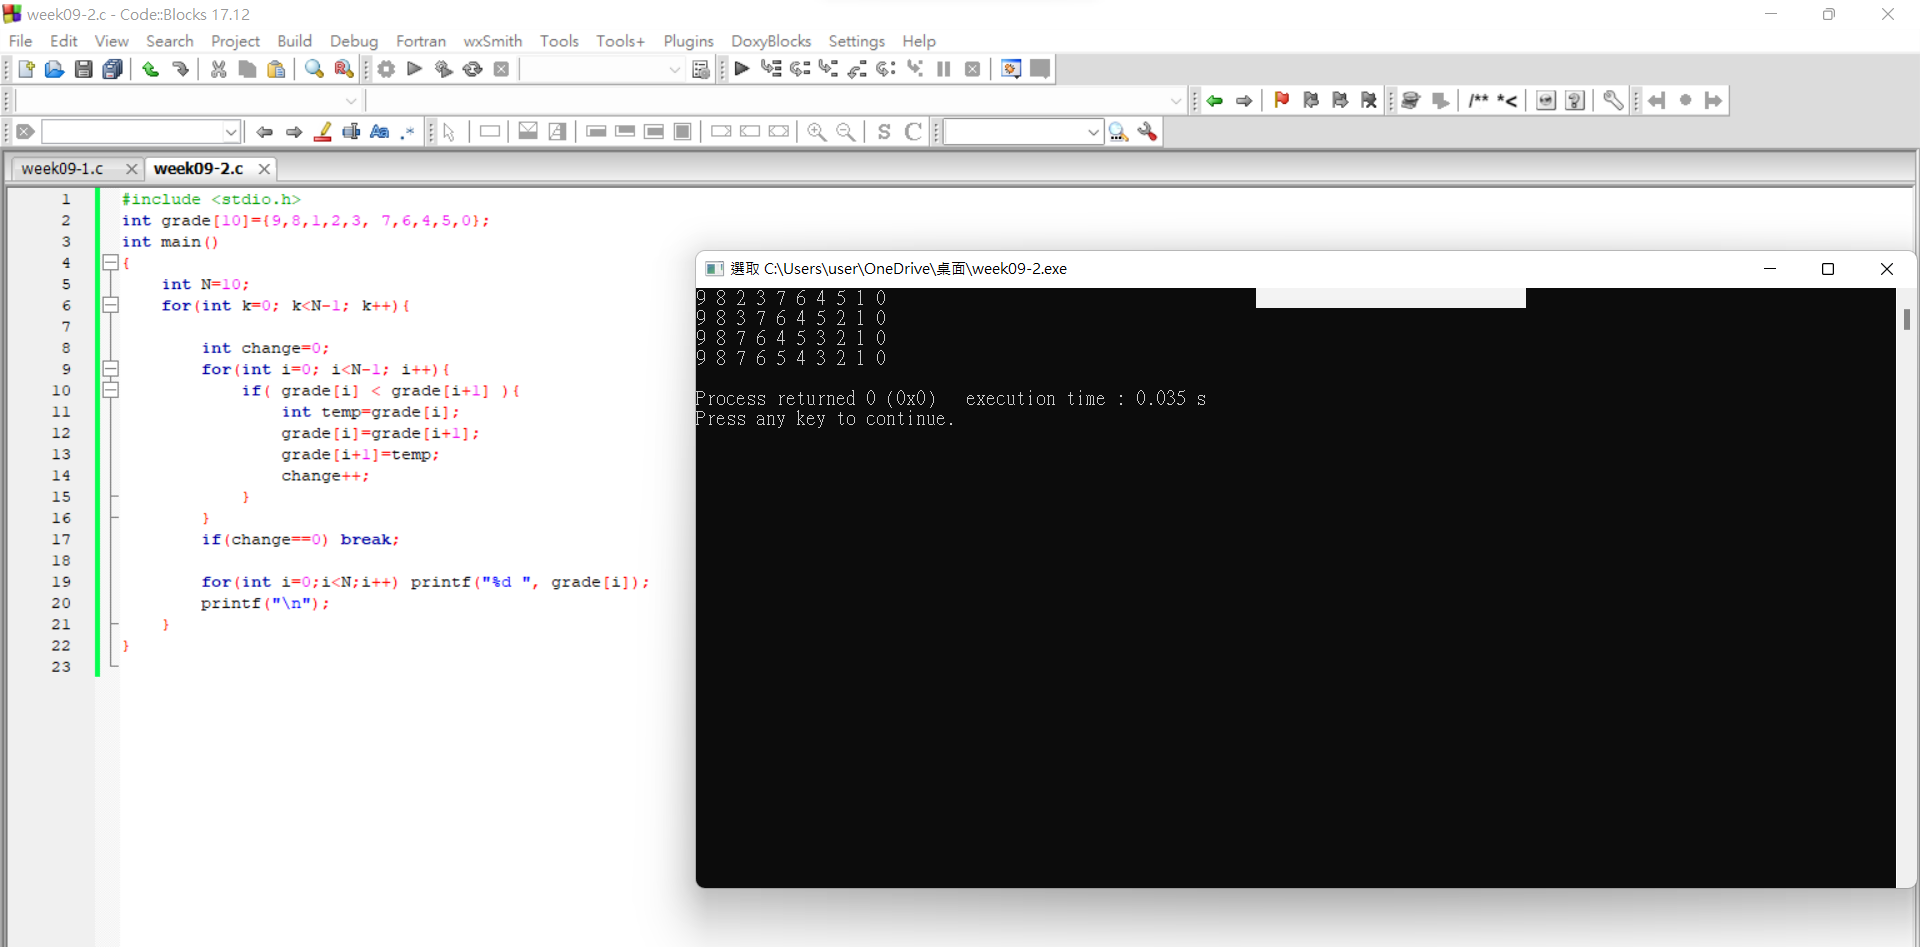 week09-2.c - Code::Blocks 17.12
File Edit View Search Project Build Debug Fortran wxSmith Tools Tools+ Plugins DoxyBlocks Settings Help
/** *<
Aa .*
S C
week09-1.c week09-2.c
1 #include <stdio.h>
2 int grade[10]={9,8,1,2,3, 7,6,4,5,0};
3 int main()
4 {
5 int N=10;
6 for(int k=0; k<N-1; k++){
7
8 int change=0;
9 for(int i=0; i<N-1; i++){
10 if( grade[i] < grade[i+1] ){
11 int temp=grade[i];
12 grade[i]=grade[i+1];
13 grade[i+1]=temp;
14 change++;
15 }
16 }
17 if(change==0) break;
18
19 for(int i=0;i<N;i++) printf("%d ", grade[i]);
20 printf("\n");
21 }
22 }
23
選取 C:\Users\user\OneDrive\桌面\week09-2.exe
9 8 2 3 7 6 4 5 1 0
9 8 3 7 6 4 5 2 1 0
9 8 7 6 4 5 3 2 1 0
9 8 7 6 5 4 3 2 1 0
Process returned 0 (0x0) execution time : 0.035 s
Press any key to continue.